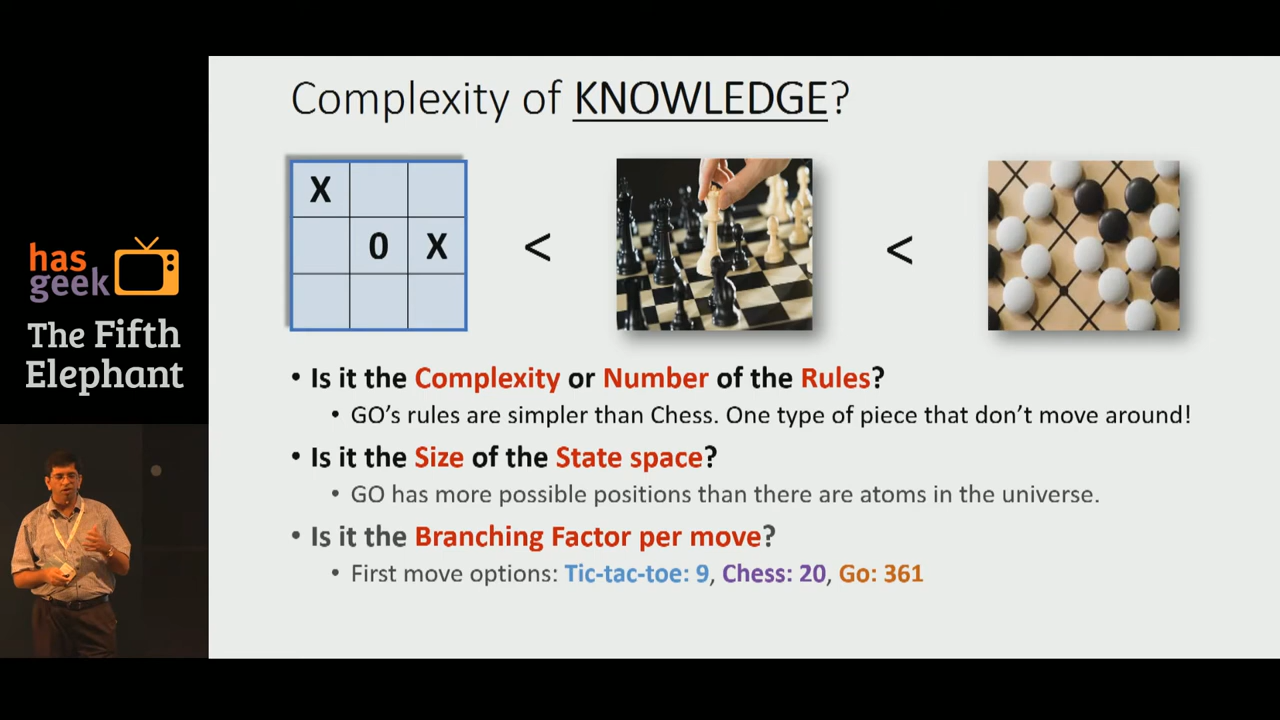 Complexity of KNOWLEDGE?
X
0 X
<
<
has
geek
The Fifth
Elephant
• Is it the Complexity or Number of the Rules?
• GO's rules are simpler than Chess. One type of piece that don't move around!
• Is it the Size of the State space?
• GO has more possible positions than there are atoms in the universe.
• Is it the Branching Factor per move?
• First move options: Tic-tac-toe: 9, Chess: 20, Go: 361